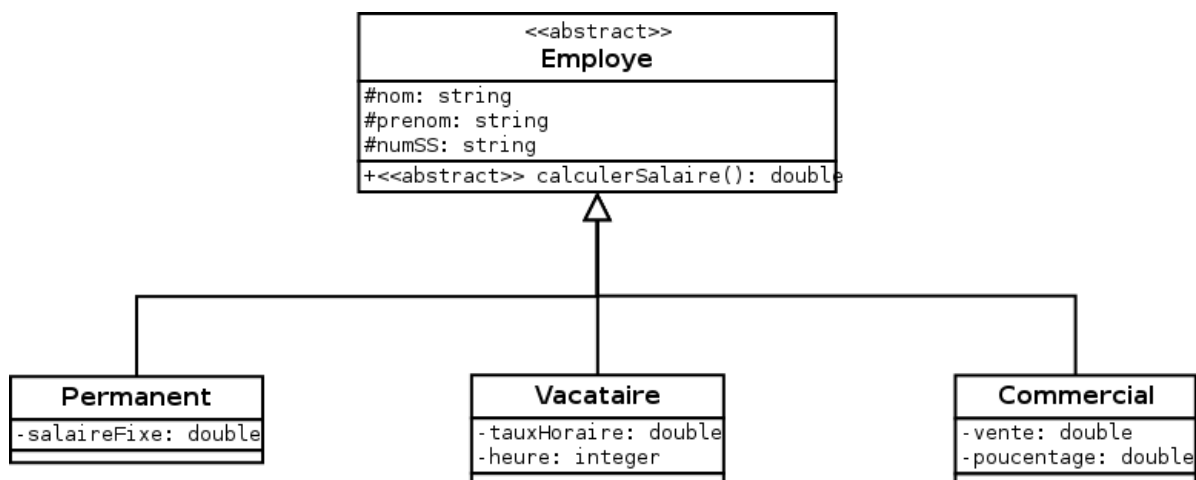 <<abstract>>
Employe
#nom: string
#prenom: string
#numSS: string
+<<abstract>> calculerSalaire(): double
Permanent
-salaireFixe: double
Vacataire
-tauxHoraire: double
-heure: integer
Commercial
-vente: double
-poucentage: double